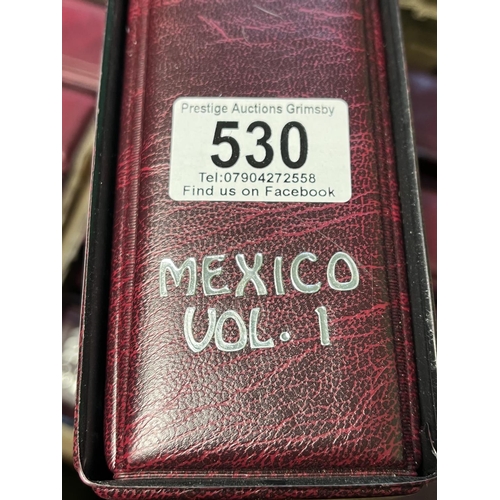 Prestige Auctions Grimsby
530
Tel:07904272558
Find us on Facebook
MEXICO
VOL. 1